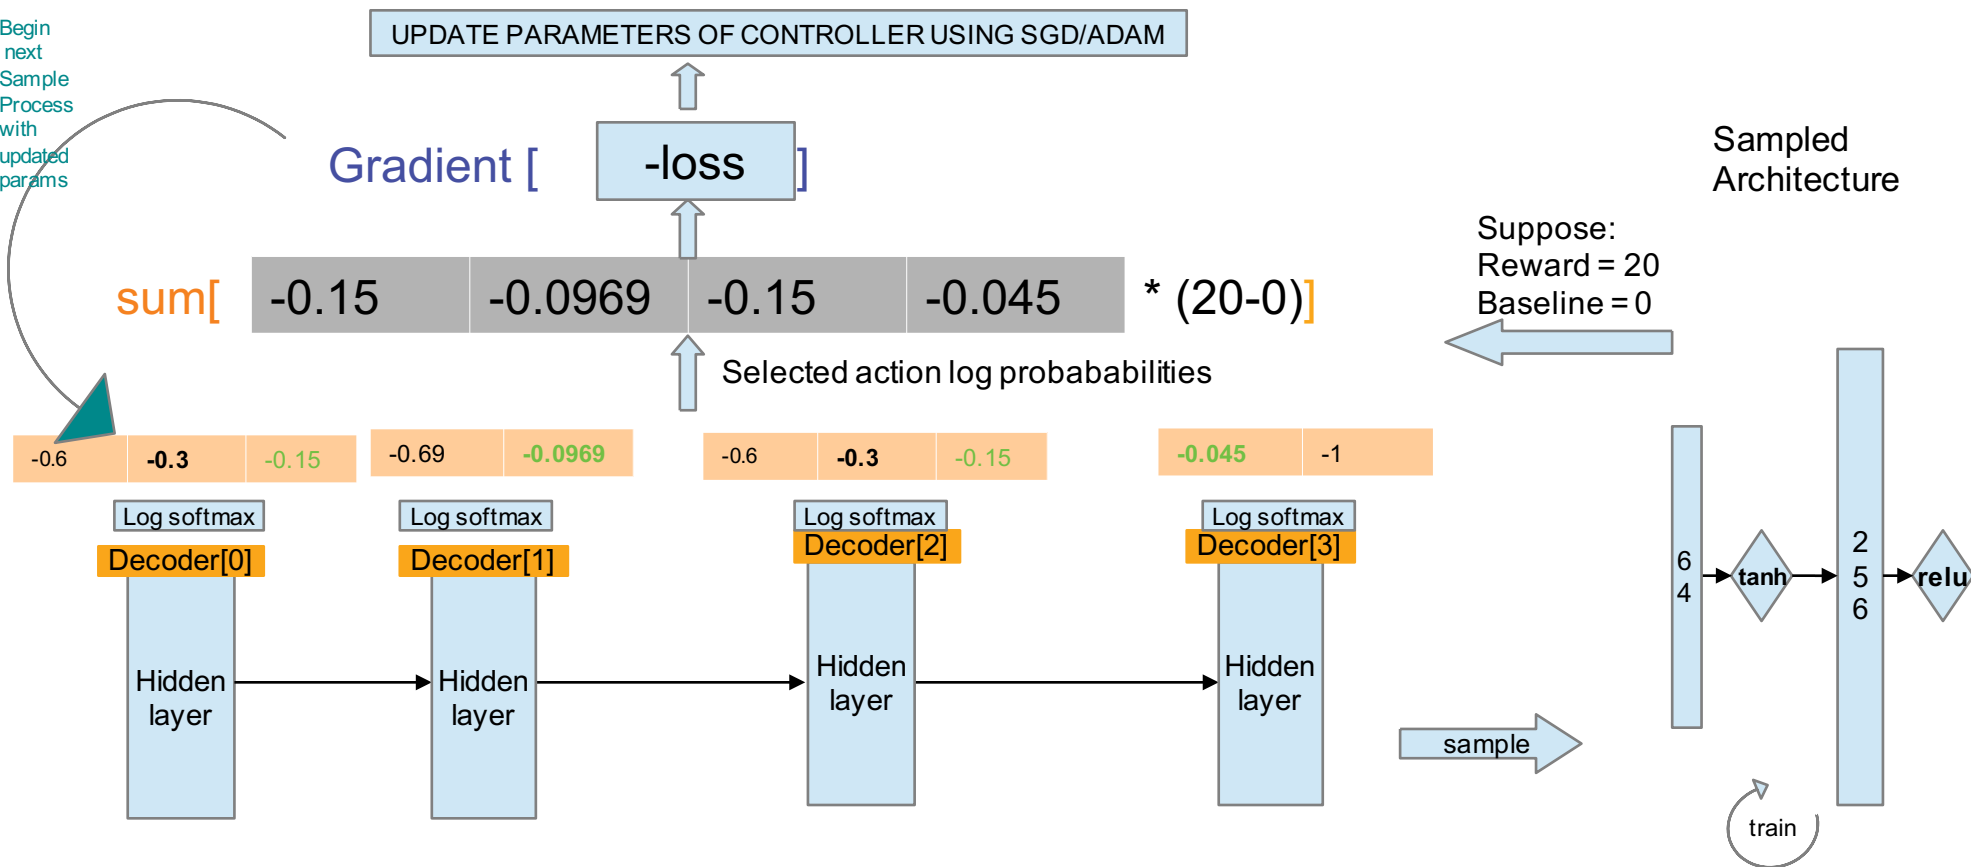 Begin
next
Sample
Process
with
updated
params
UPDATE PARAMETERS OF CONTROLLER USING SGD/ADAM
Gradient [ -loss ]
Sampled
Architecture
Suppose:
Reward = 20
Baseline = 0
sum[ -0.15 -0.0969 -0.15 -0.045 * (20-0)]
Selected action log probababilities
-0.6 -0.3 -0.15 -0.69 -0.0969 -0.6 -0.3 -0.15 -0.045 -1
Log softmax Log softmax Log softmax Log softmax
Decoder[0] Decoder[1] Decoder[2] Decoder[3]
Hidden
layer
Hidden
layer
Hidden
layer
Hidden
layer
sample
6
4
tanh
2
5
6
relu
train